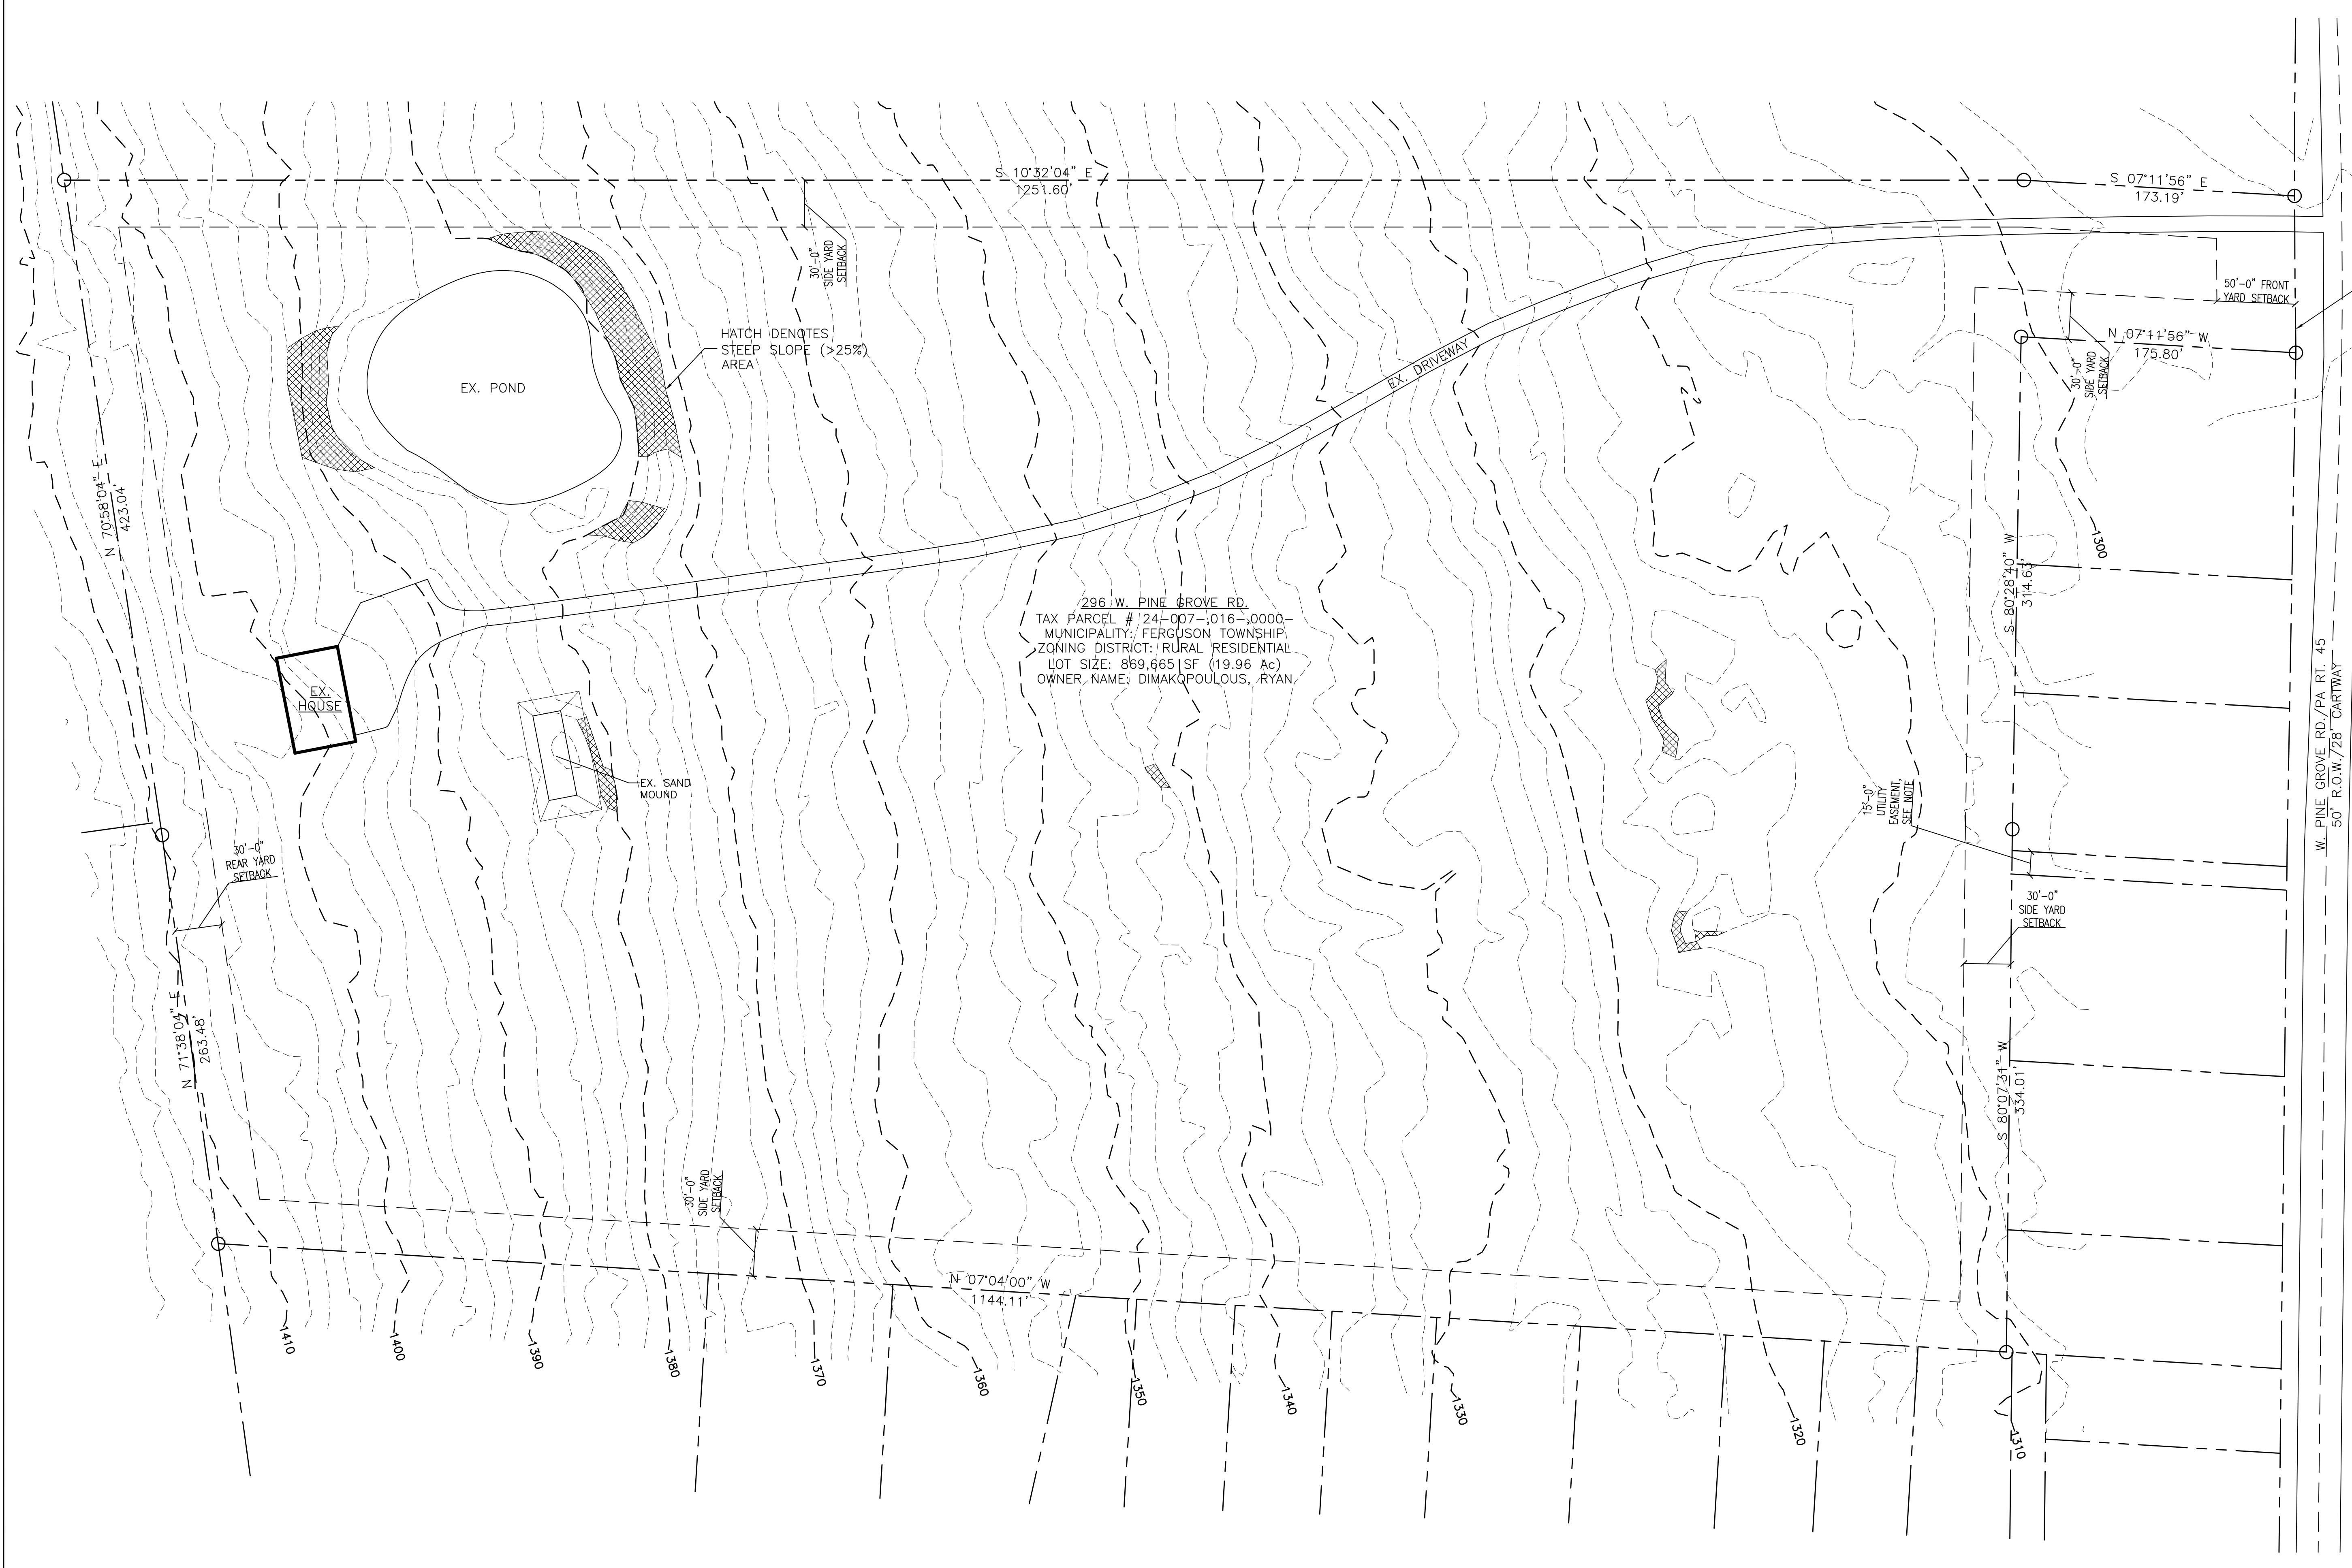 S 10°32'04" E
1251.60'
S 07°11'56" E
173.19'
30'-0"
SIDE YARD
SETBACK
50'-0" FRONT
YARD SETBACK
N 07°11'56" W
175.80'
30'-0"
SIDE YARD
SETBACK
HATCH DENOTES
STEEP SLOPE (>25%)
AREA
EX. POND
EX. DRIVEWAY
N 70°58'04" E
423.04'
1300
S 80°28'40" W
314.63'
296 W. PINE GROVE RD.
TAX PARCEL # 24-007-,016-,0000-
MUNICIPALITY: FERGUSON TOWNSHIP
ZONING DISTRICT: RURAL RESIDENTIAL
LOT SIZE: 869,665 SF (19.96 Ac)
OWNER NAME: DIMAKOPOULOUS, RYAN
EX.
HOUSE
W. PINE GROVE RD./PA RT. 45
50' R.O.W./28' CARTWAY
EX. SAND
MOUND
15'-0"
UTILITY
EASEMENT,
SEE NOTE
30'-0"
REAR YARD
SETBACK
30'-0"
SIDE YARD
SETBACK
N 71°38'04" E
263.48'
S 80°07'31" W
334.01'
30'-0"
SIDE YARD
SETBACK
N 07°04'00" W
1144.11'
1410
1400
1390
1380
1370
1360
1350
1340
1330
1320
1310